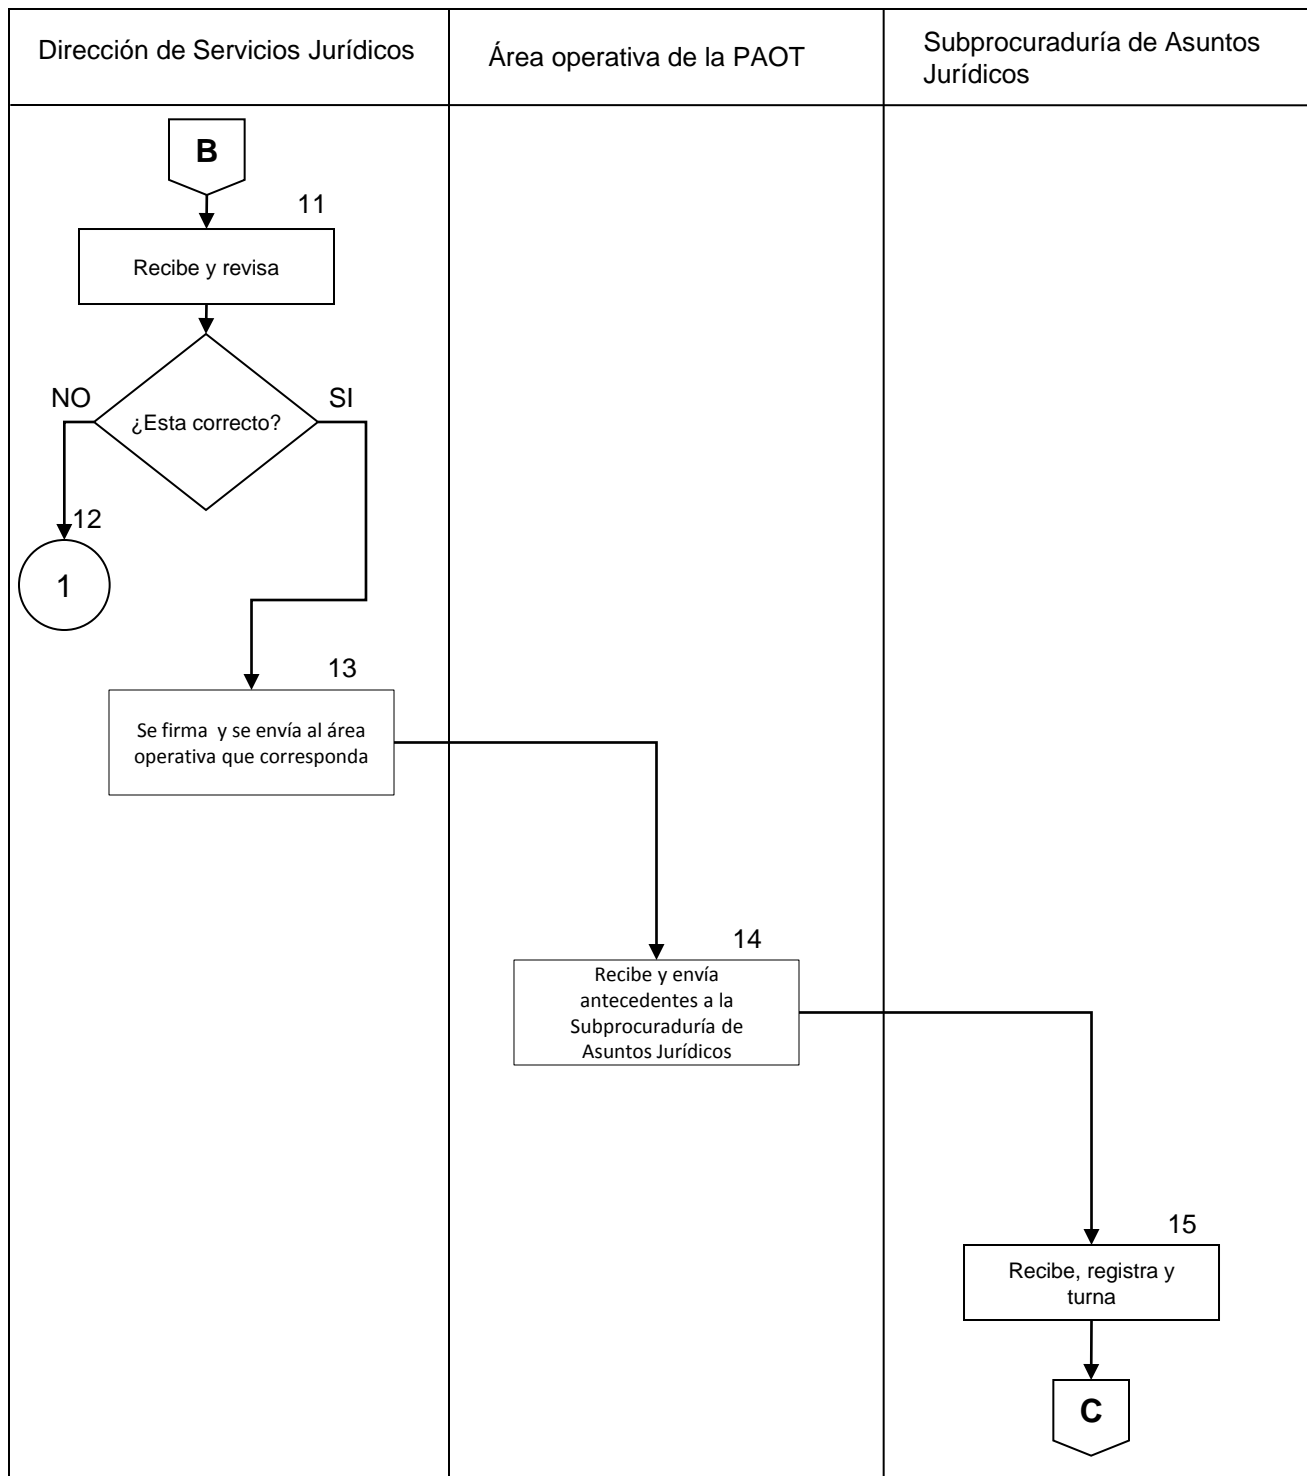 Dirección de Servicios Jurídicos
Área operativa de la PAOT
Subprocuraduría de Asuntos
Jurídicos
B
11
Recibe y revisa
NO
SI
¿Esta correcto?
12
1
13
Se firma y se envía al área
operativa que corresponda
14
Recibe y envía
antecedentes a la
Subprocuraduría de
Asuntos Jurídicos
15
Recibe, registra y
turna
C